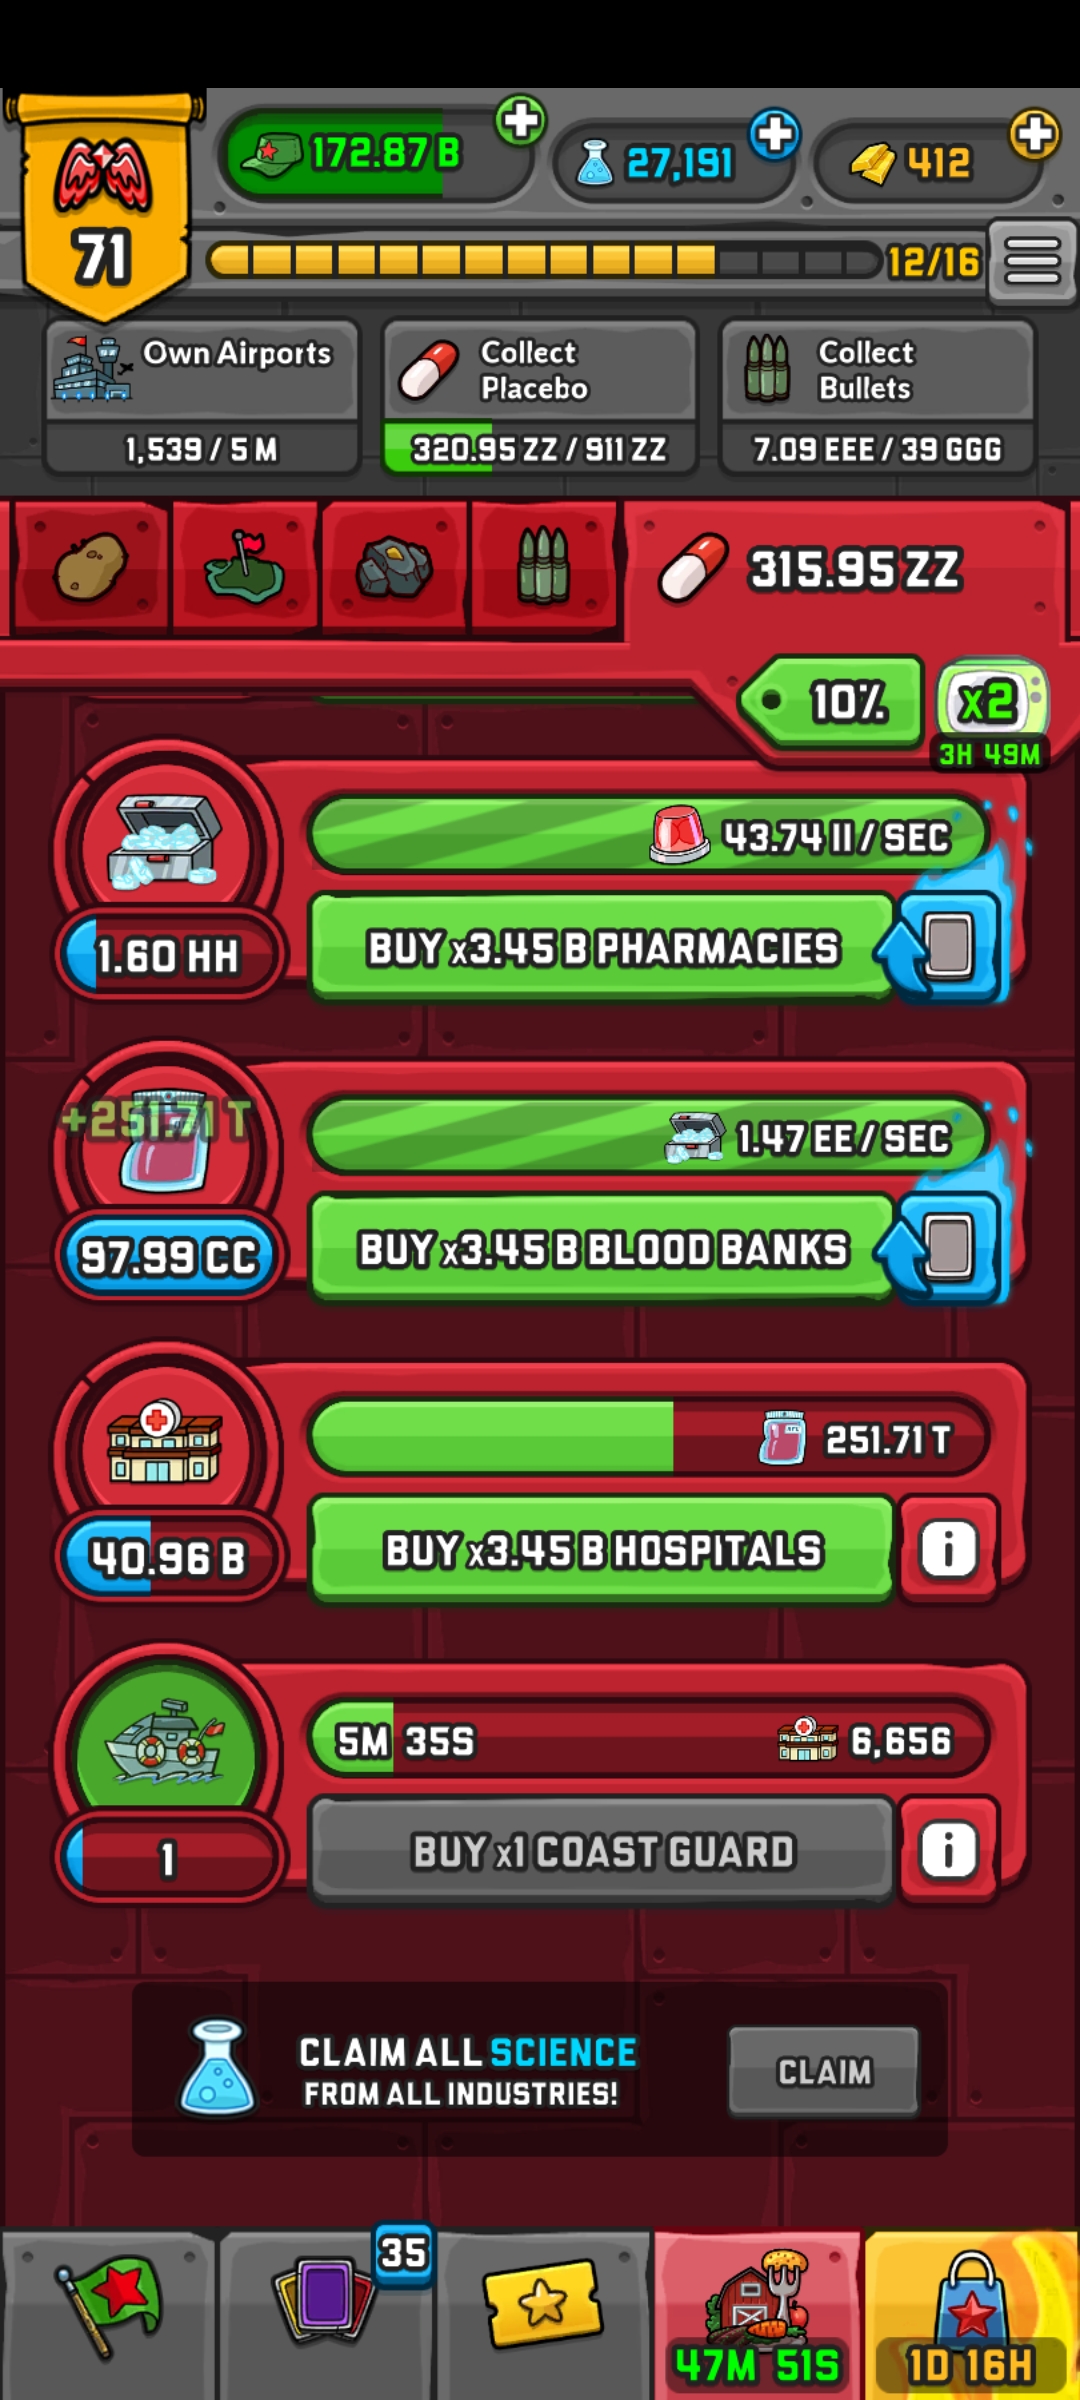 172.87 B
27,191
412
71
12/16
Own Airports
1,539 / 5 M
Collect
Placebo
320.95 ZZ / 911 ZZ
Collect
Bullets
7.09 EEE / 39 GGG
315.95 ZZ
10%
x2
3H 49M
43.74 II / SEC
1.60 HH
BUY x3.45 B PHARMACIES
+251.71 T
1.47 EE / SEC
97.99 CC
BUY x3.45 B BLOOD BANKS
251.71 T
40.96 B
BUY x3.45 B HOSPITALS
i
5M 35S
6,656
1
BUY x1 COAST GUARD
i
CLAIM ALL SCIENCE
FROM ALL INDUSTRIES!
CLAIM
35
47M 51S
1D 16H